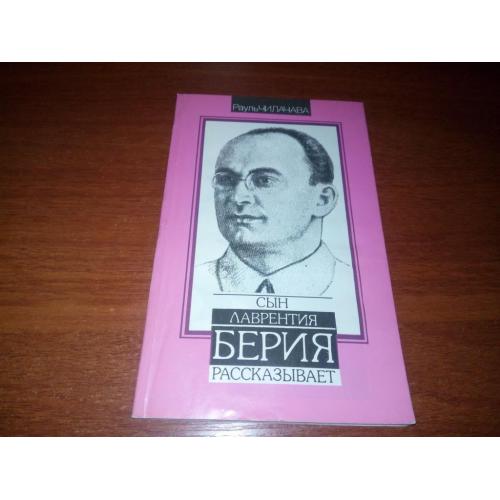 Рауль ЧИЛАЧАВА
СЫН
ЛАВРЕНТИЯ
БЕРИЯ
РАССКАЗЫВАЕТ